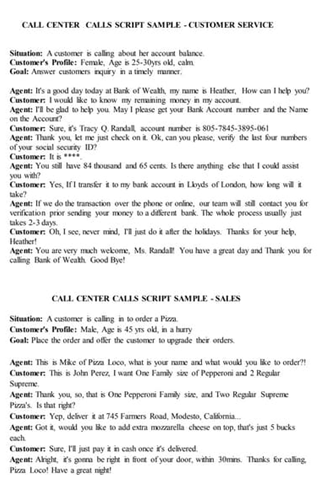 CALL CENTER CALLS SCRIPT SAMPLE - CUSTOMER SERVICE
Situation: A customer is calling about her account balance.
Customer's Profile: Female, Age is 25-30yrs old, calm.
Goal: Answer customers inquiry in a timely manner.
Agent: It's a good day today at Bank of Wealth, my name is Heather, How can I help you?
Customer: I would like to know my remaining money in my account.
Agent: I'll be glad to help you. May I please get your Bank Account number and the Name
on the Account?
Customer: Sure, it's Tracy Q. Randall, account number is 805-7845-3895-061
Agent: Thank you, let me just check on it. Ok, can you please, verify the last four numbers
of your social security ID?
Customer: It is ****.
Agent: You still have 84 thousand and 65 cents. Is there anything else that I could assist
you with?
Customer: Yes, If I transfer it to my bank account in Lloyds of London, how long will it
take?
Agent: If we do the transaction over the phone or online, our team will still contact you for
verification prior sending your money to a different bank. The whole process usually just
takes 2-3 days.
Customer: Oh, I see, never mind, I'll just do it after the holidays. Thanks for your help,
Heather!
Agent: You are very much welcome, Ms. Randall! You have a great day and Thank you for
calling Bank of Wealth. Good Bye!
CALL CENTER CALLS SCRIPT SAMPLE - SALES
Situation: A customer is calling in to order a Pizza.
Customer's Profile: Male, Age is 45 yrs old, in a hurry
Goal: Place the order and offer the customer to upgrade their orders.
Agent: This is Mike of Pizza Loco, what is your name and what would you like to order?!
Customer: This is John Perez, I want One Family size of Pepperoni and 2 Regular
Supreme.
Agent: Thank you, so, that is One Pepperoni Family size, and Two Regular Supreme
Pizza's. Is that right?
Customer: Yep, deliver it at 745 Farmers Road, Modesto, California...
Agent: Got it, would you like to add extra mozzarella cheese on top, that's just 5 bucks
each.
Customer: Sure, I'll just pay it in cash once it's delivered.
Agent: Alright, it's gonna be right in front of your door, within 30mins. Thanks for calling,
Pizza Loco! Have a great night!